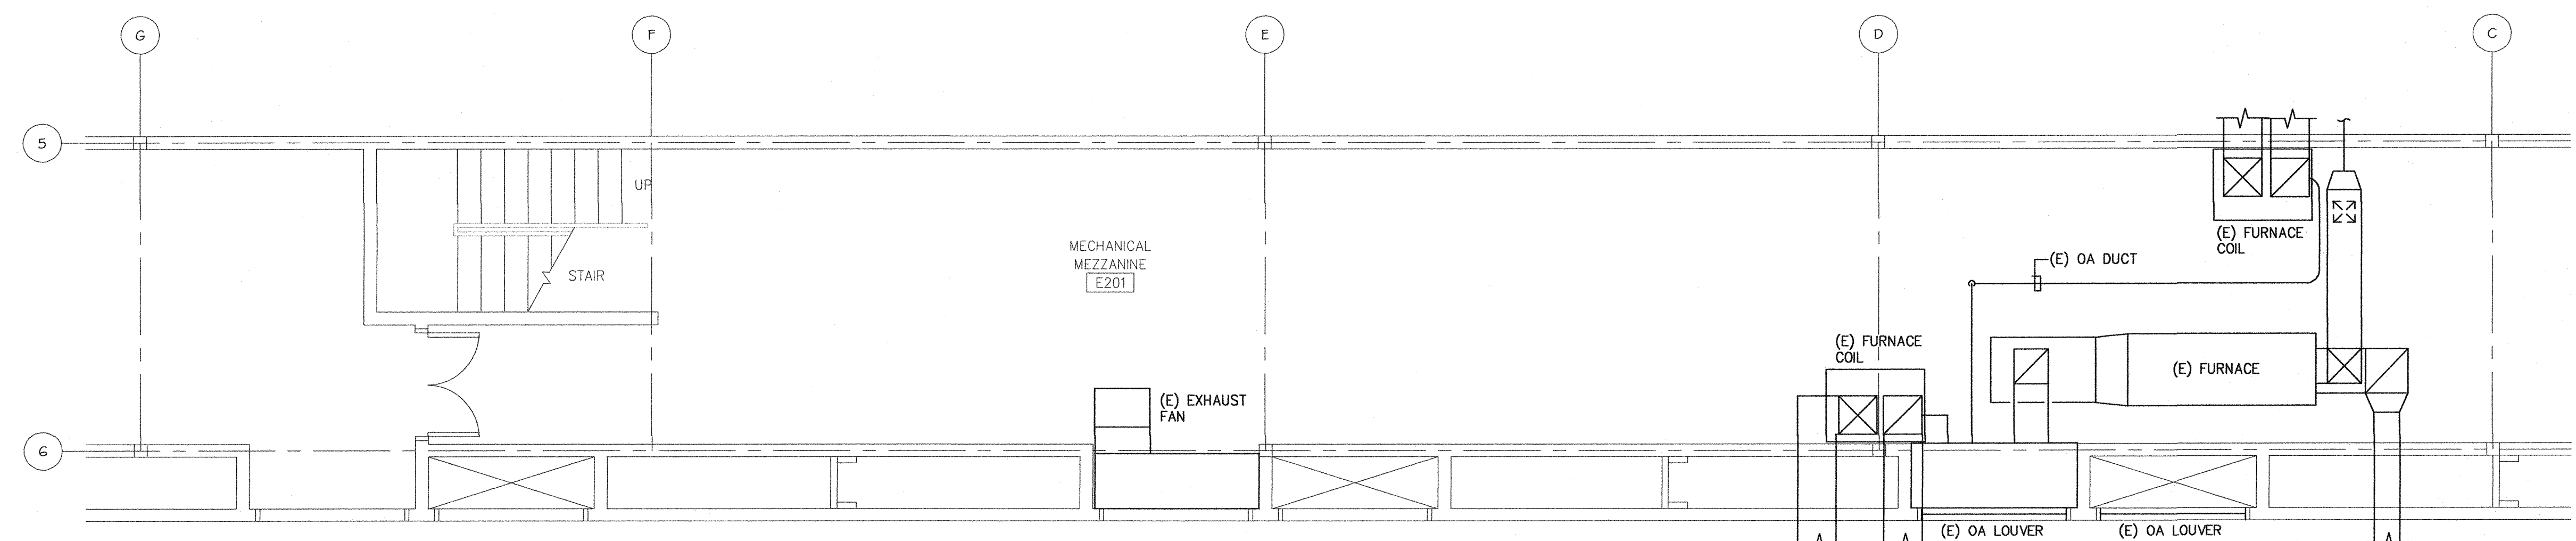 G
F
E
D
C
5
UP
STAIR
MECHANICAL
MEZZANINE
E201
(E) FURNACE
COIL
(E) OA DUCT
(E) FURNACE
COIL
(E) FURNACE
(E) EXHAUST
FAN
6
(E) OA LOUVER
(E) OA LOUVER